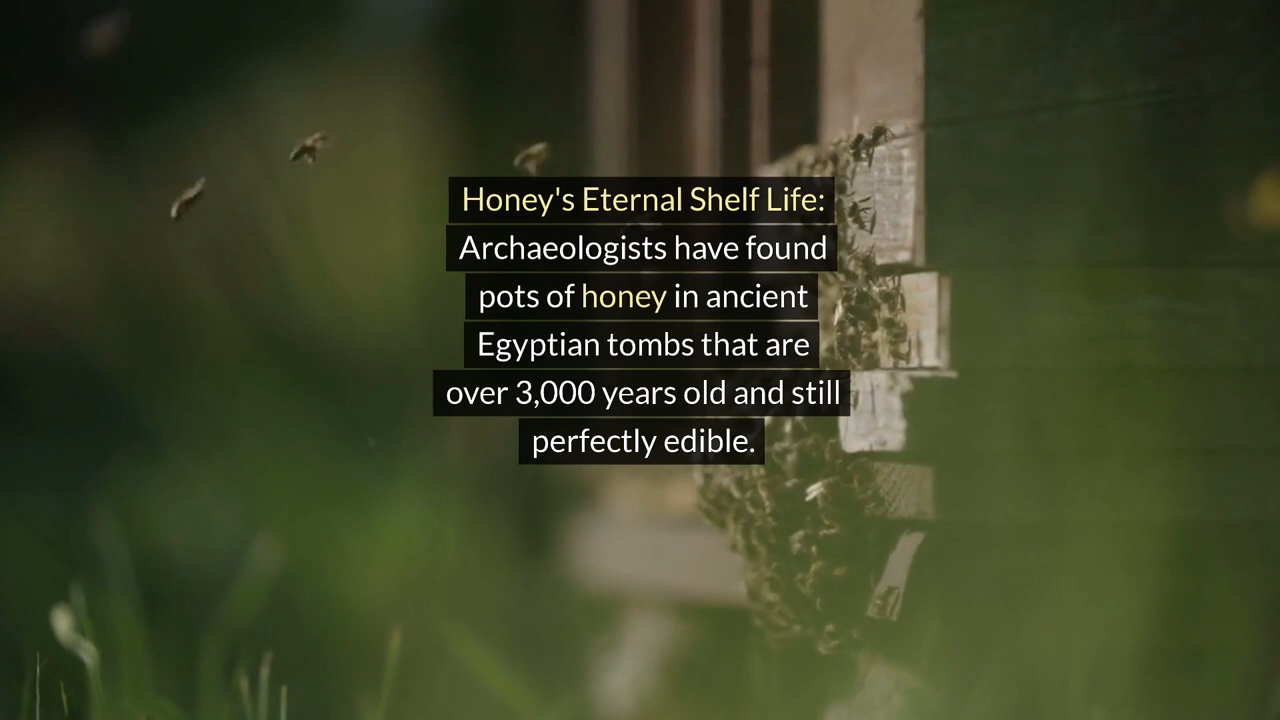 Honey's Eternal Shelf Life:
Archaeologists have found
pots of honey in ancient
Egyptian tombs that are
over 3,000 years old and still
perfectly edible.